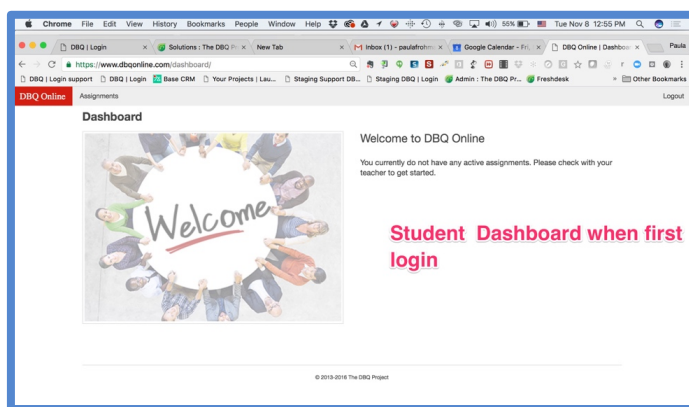 Chrome File Edit View History Bookmarks People Window Help 55% Tue Nov 8 12:55 PM
DBQ | Login Solutions : The DBQ Pr New Tab Inbox (1) - paulafrohm Google Calendar - Fri, DBQ Online | Dashboar Paula
https://www.dbqonline.com/dashboard/
DBQ | Login support DBQ | Login Base CRM Your Projects | Lau... Staging Support DB... Staging DBQ | Login Admin : The DBQ Pr... Freshdesk » Other Bookmarks
DBQ Online Assignments Logout
Dashboard
Welcome
Welcome to DBQ Online
You currently do not have any active assignments. Please check with your
teacher to get started.
Student Dashboard when first
login
© 2013-2016 The DBQ Project